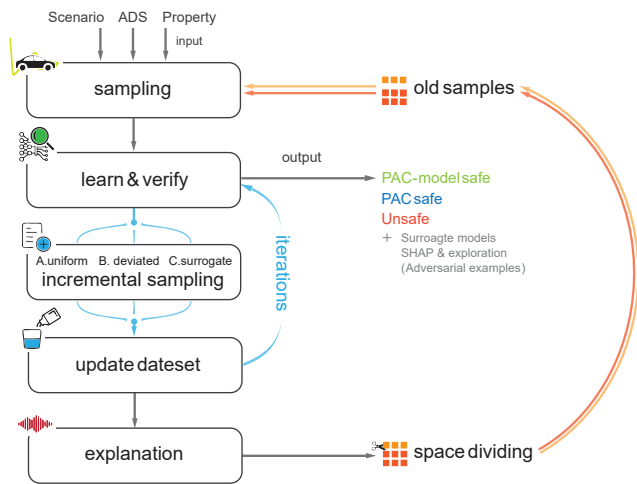 Scenario ADS Property
input
sampling
old samples
learn & verify
output
PAC-model safe
PAC safe
Unsafe
+ Surroagte models
SHAP & exploration
(Adversarial examples)
A.uniform B. deviated C.surrogate
incremental sampling
iterations
update dateset
explanation
space dividing